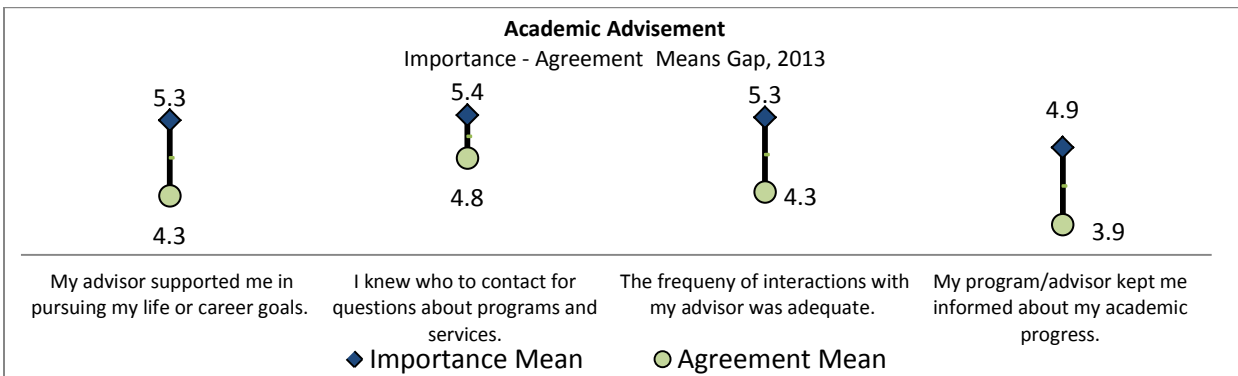 Academic Advisement
Importance - Agreement Means Gap, 2013
5.3
5.4
5.3
4.9
4.3
4.8
4.3
3.9
My advisor supported me in
pursuing my life or career goals.
I knew who to contact for
questions about programs and
services.
The frequeny of interactions with
my advisor was adequate.
My program/advisor kept me
informed about my academic
progress.
Importance Mean
Agreement Mean